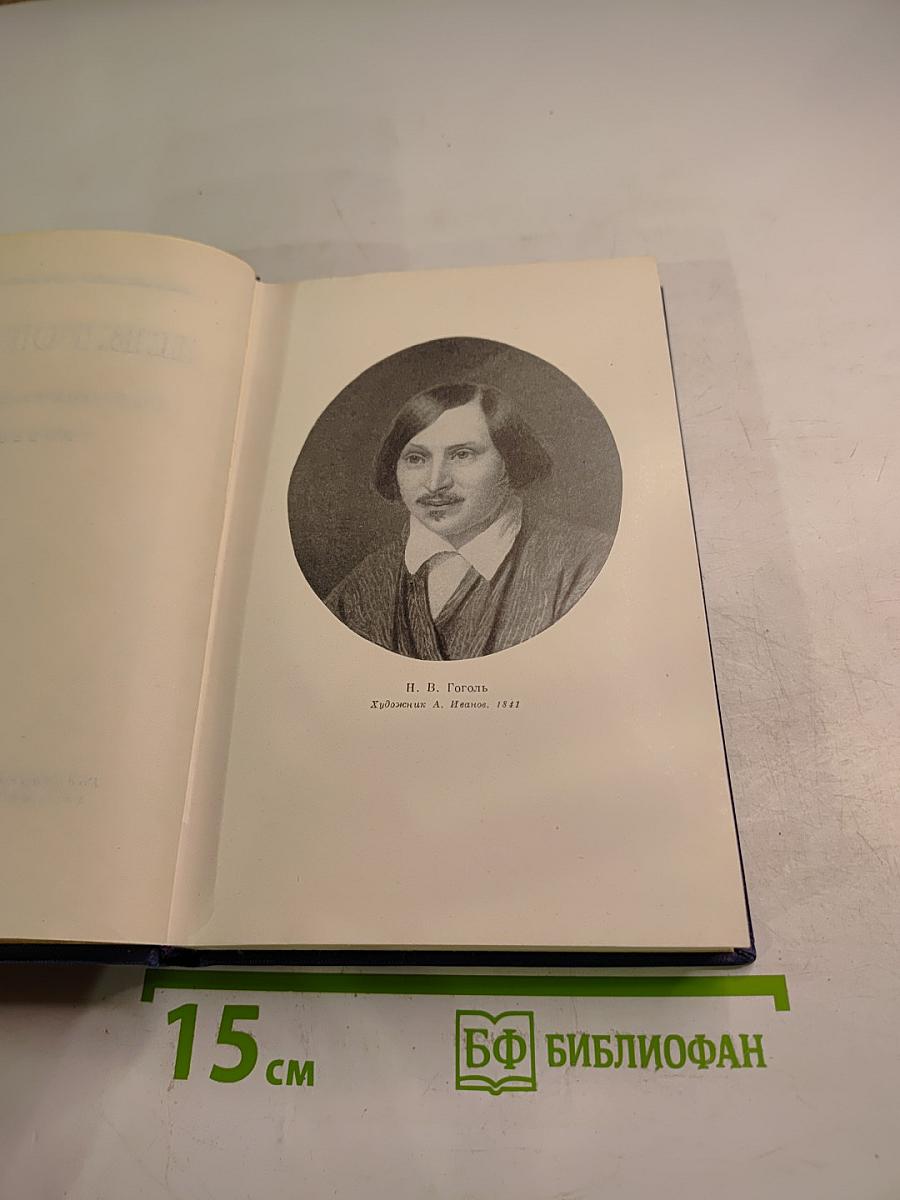 Н. В. Гоголь
Художник А. Иванов. 1841
15 см
БФ БИБЛИОФАН